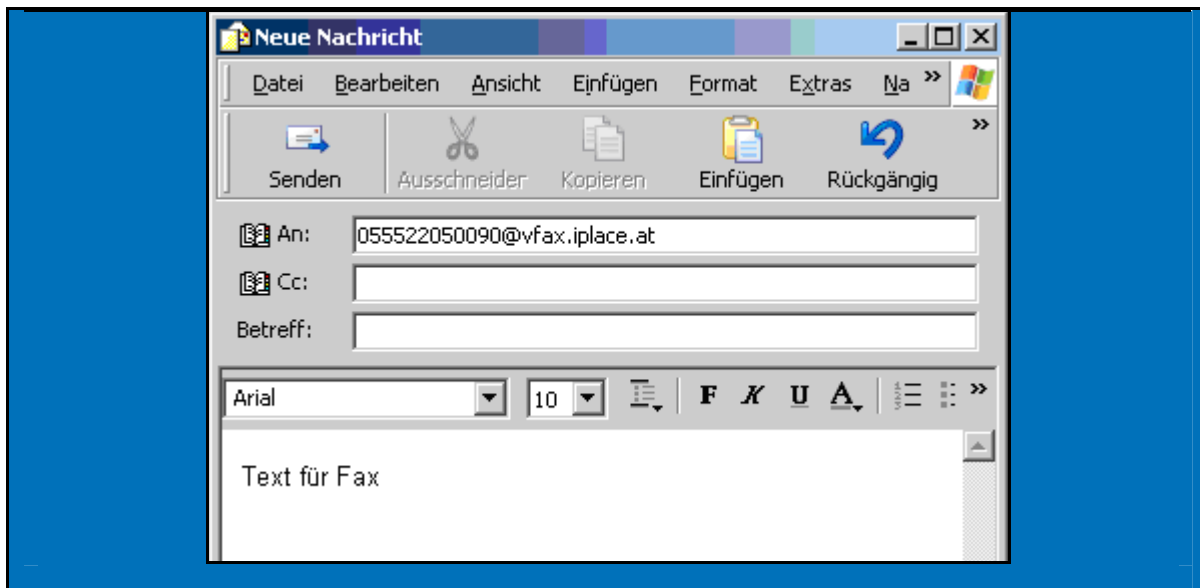 Neue Nachricht
Datei Bearbeiten Ansicht Einfügen Format Extras Na »
Senden Ausschneider Kopieren Einfügen Rückgängig »
An: 055522050090@vfax.iplace.at
Cc:
Betreff:
Arial 10 F K U A »
Text für Fax